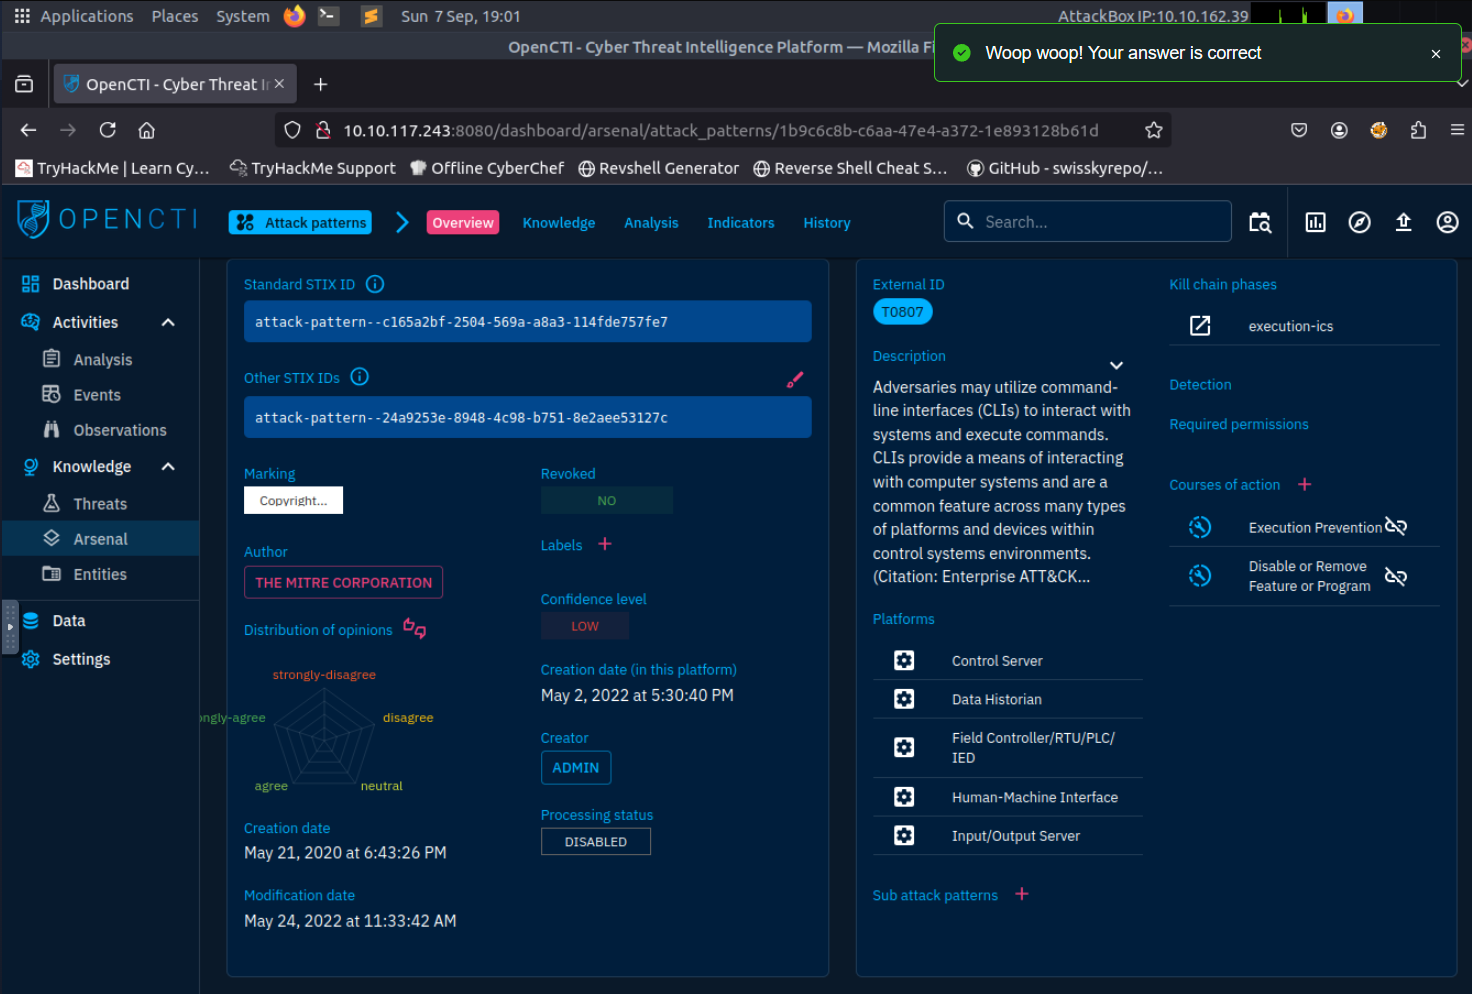 Applications Places System Sun 7 Sep, 19:01 AttackBox IP:10.10.162.39
OpenCTI - Cyber Threat Intelligence Platform — Mozilla Fi
Woop woop! Your answer is correct
OpenCTI - Cyber Threat I
10.10.117.243:8080/dashboard/arsenal/attack_patterns/1b9c6c8b-c6aa-47e4-a372-1e893128b61d
TryHackMe | Learn Cy... TryHackMe Support Offline CyberChef Revshell Generator Reverse Shell Cheat S... GitHub - swisskyrepo/...
OPENCTI Attack patterns Overview Knowledge Analysis Indicators History Search...
Dashboard
Activities
Analysis
Events
Observations
Knowledge
Threats
Arsenal
Entities
Data
Settings
Standard STIX ID
attack-pattern--c165a2bf-2504-569a-a8a3-114fde757fe7
Other STIX IDs
attack-pattern--24a9253e-8948-4c98-b751-8e2aee53127c
Marking
Copyright...
Author
THE MITRE CORPORATION
Distribution of opinions
strongly-disagree
ongly-agree
disagree
agree
neutral
Creation date
May 21, 2020 at 6:43:26 PM
Modification date
May 24, 2022 at 11:33:42 AM
Revoked
NO
Labels
Confidence level
LOW
Creation date (in this platform)
May 2, 2022 at 5:30:40 PM
Creator
ADMIN
Processing status
DISABLED
External ID
T0807
Description
Adversaries may utilize command-
line interfaces (CLIs) to interact with
systems and execute commands.
CLIs provide a means of interacting
with computer systems and are a
common feature across many types
of platforms and devices within
control systems environments.
(Citation: Enterprise ATT&CK...
Platforms
Control Server
Data Historian
Field Controller/RTU/PLC/
IED
Human-Machine Interface
Input/Output Server
Sub attack patterns
Kill chain phases
execution-ics
Detection
Required permissions
Courses of action
Execution Prevention
Disable or Remove
Feature or Program